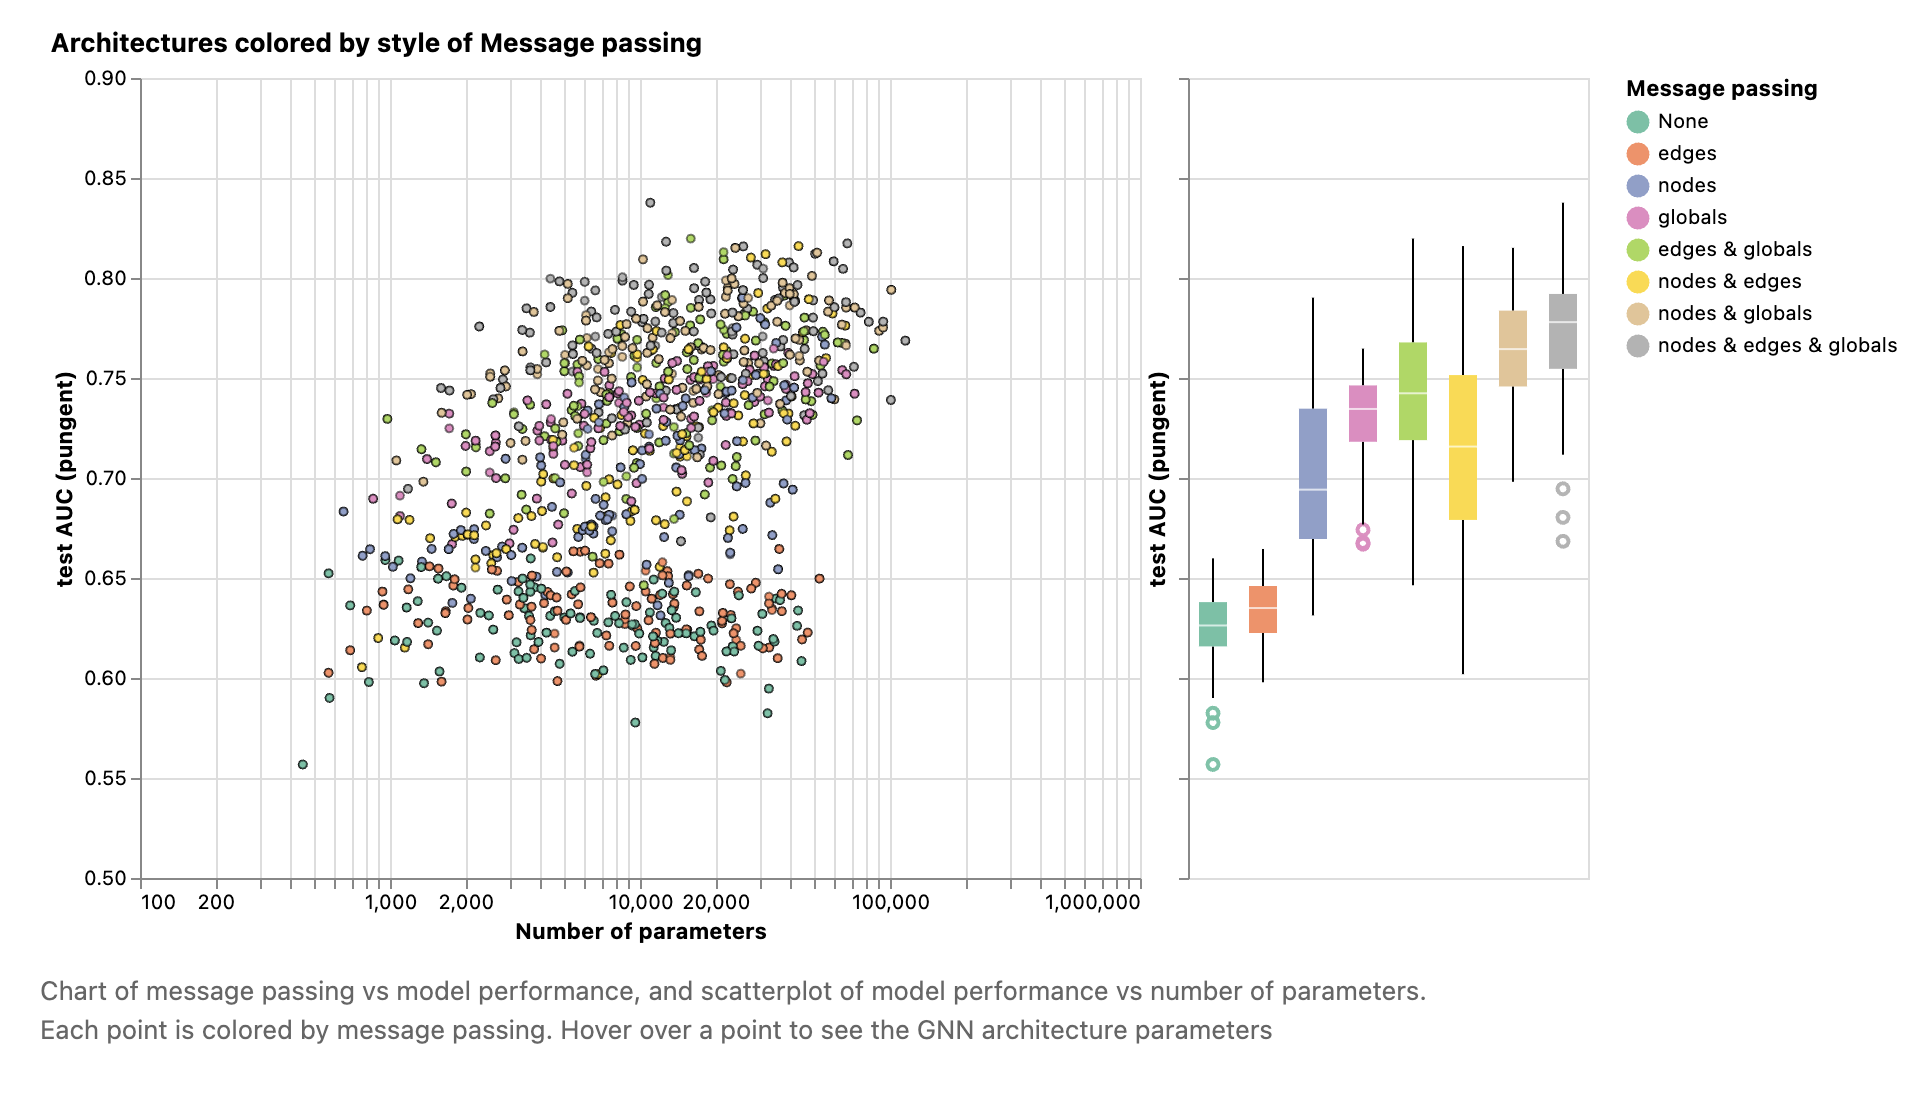 Architectures colored by style of Message passing
0.90
0.85
0.80
0.75
0.70
0.65
0.60
0.55
0.50
test AUC (pungent)
100 200 1,000 2,000 10,000 20,000 100,000 1,000,000
Number of parameters
test AUC (pungent)
Message passing
None
edges
nodes
globals
edges & globals
nodes & edges
nodes & globals
nodes & edges & globals
Chart of message passing vs model performance, and scatterplot of model performance vs number of parameters.
Each point is colored by message passing. Hover over a point to see the GNN architecture parameters